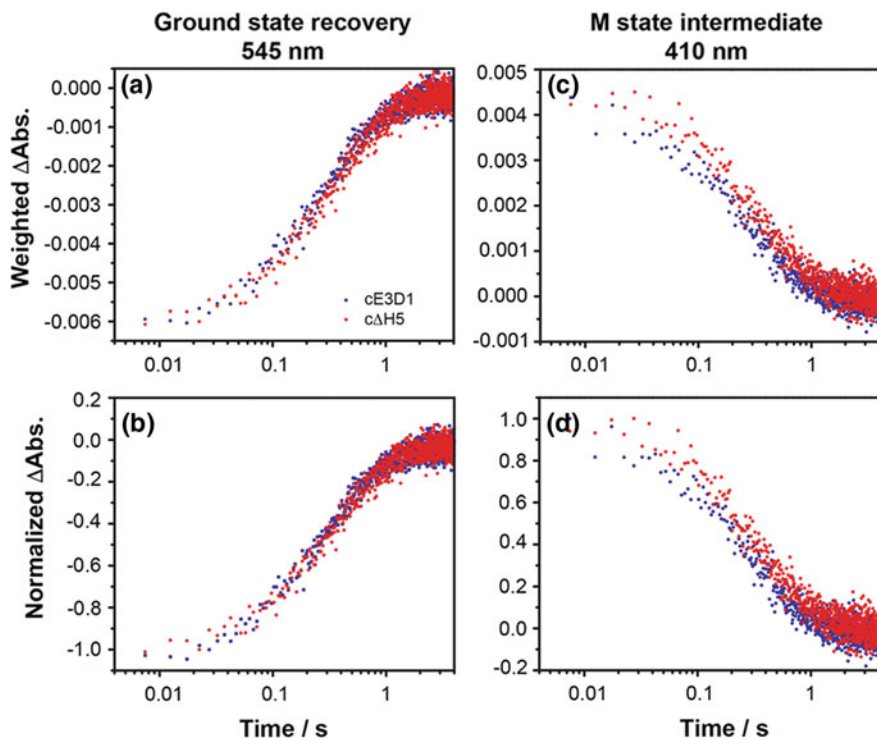 Ground state recovery
545 nm
M state intermediate
410 nm
(a)
0.000
-0.001
-0.002
-0.003
-0.004
-0.005
-0.006
Weighted ΔAbs.
cE3D1
cΔH5
0.01
0.1
1
(c)
0.005
0.004
0.003
0.002
0.001
0.000
-0.001
0.01
0.1
1
(b)
0.2
0.0
-0.2
-0.4
-0.6
-0.8
-1.0
Normalized ΔAbs.
0.01
0.1
1
Time / s
(d)
1.0
0.8
0.6
0.4
0.2
0.0
-0.2
0.01
0.1
1
Time / s